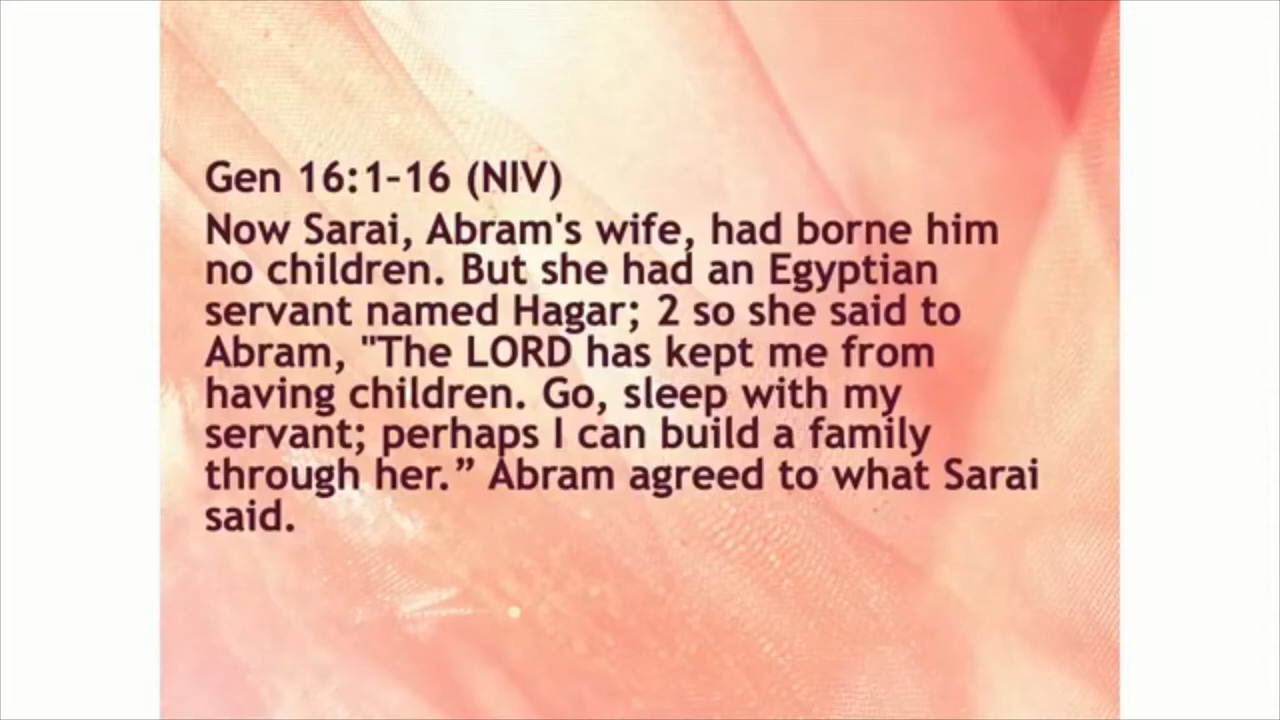 Gen 16:1-16 (NIV)
Now Sarai, Abram's wife, had borne him
no children. But she had an Egyptian
servant named Hagar; 2 so she said to
Abram, "The LORD has kept me from
having children. Go, sleep with my
servant; perhaps I can build a family
through her.” Abram agreed to what Sarai
said.